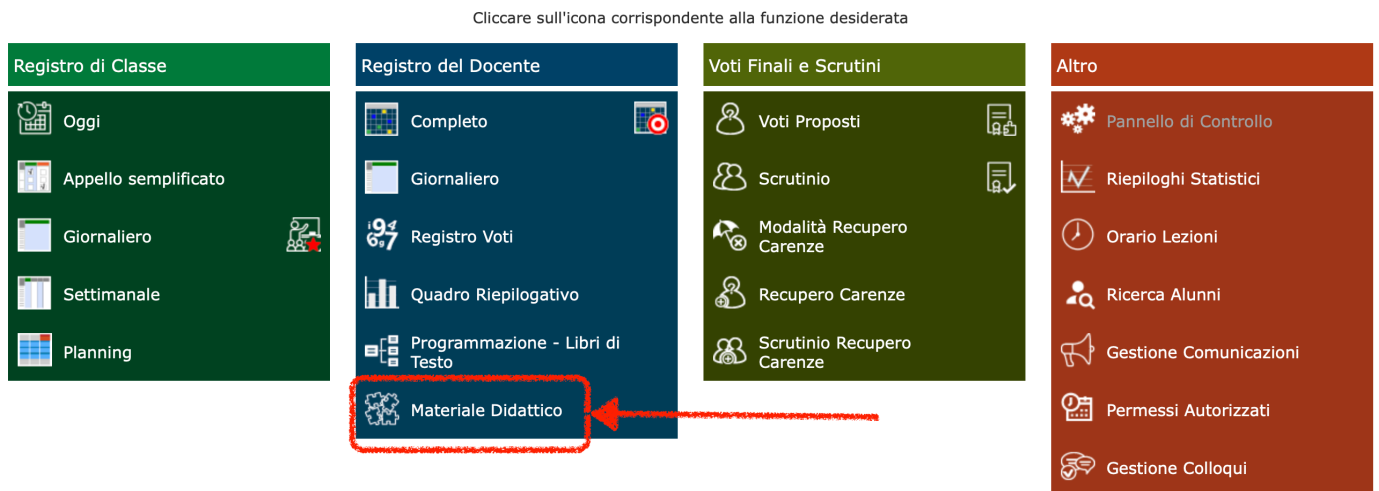 Cliccare sull'icona corrispondente alla funzione desiderata
Registro di Classe
Oggi
Appello semplificato
Giornaliero
Settimanale
Planning
Registro del Docente
Completo
Giornaliero
Registro Voti
Quadro Riepilogativo
Programmazione - Libri di
Testo
Materiale Didattico
Voti Finali e Scrutini
Voti Proposti
Scrutinio
Modalità Recupero
Carenze
Recupero Carenze
Scrutinio Recupero
Carenze
Altro
Pannello di Controllo
Riepiloghi Statistici
Orario Lezioni
Ricerca Alunni
Gestione Comunicazioni
Permessi Autorizzati
Gestione Colloqui